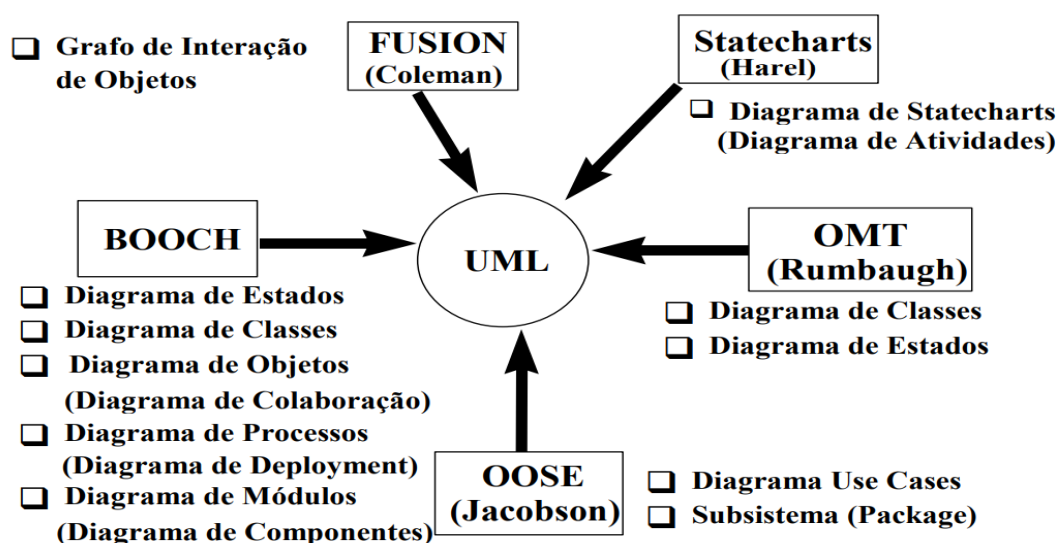 ❑ Grafo de Interação
de Objetos
FUSION
(Coleman)
Statecharts
(Harel)
❑ Diagrama de Statecharts
(Diagrama de Atividades)
BOOCH
UML
OMT
(Rumbaugh)
❑ Diagrama de Estados
❑ Diagrama de Classes
❑ Diagrama de Objetos
(Diagrama de Colaboração)
❑ Diagrama de Processos
(Diagrama de Deployment)
❑ Diagrama de Módulos
(Diagrama de Componentes)
❑ Diagrama de Classes
❑ Diagrama de Estados
OOSE
(Jacobson)
❑ Diagrama Use Cases
❑ Subsistema (Package)